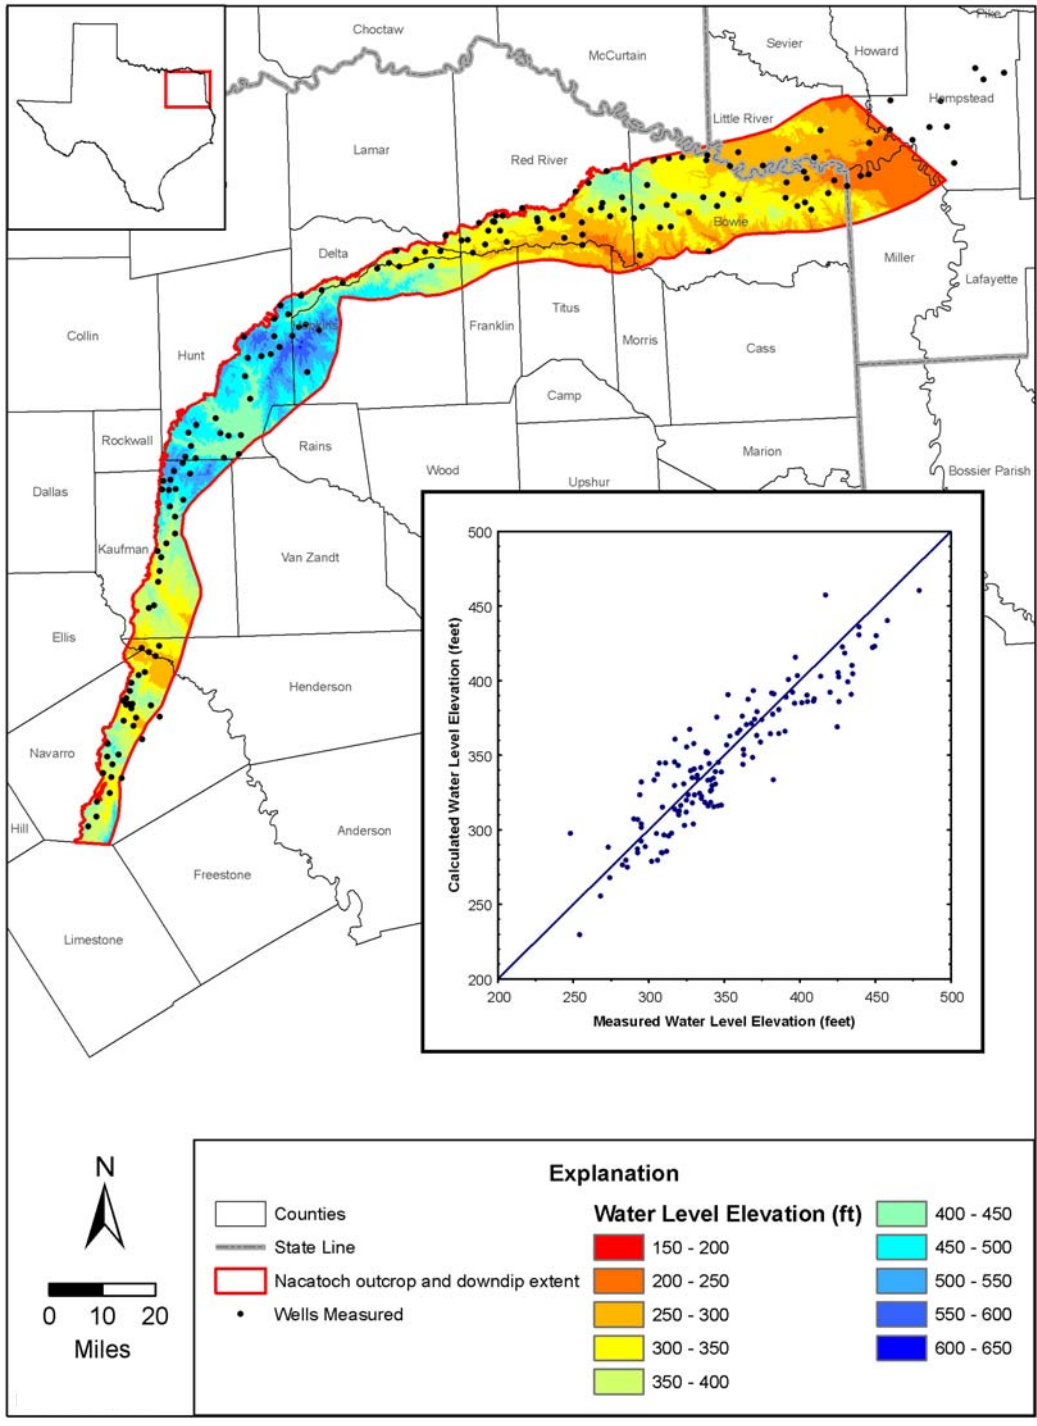 Choctaw
Pike
McCurtain
Sevier
Howard
Hempstead
Little River
Lamar
Red River
Bowie
Delta
Miller
Lafayette
Titus
Franklin
Collin
Hunt
Morris
Cass
Camp
Rockwall
Rains
Marion
Wood
Bossier Parish
Dallas
Upshur
Kaufman
Van Zandt
Ellis
Henderson
Navarro
Hill
Anderson
Freestone
Limestone
500
450
400
350
300
250
200
Calculated Water Level Elevation (feet)
200 250 300 350 400 450 500
Measured Water Level Elevation (feet)
N
0 10 20
Miles
Explanation
Counties
State Line
Nacatoch outcrop and downdip extent
Wells Measured
Water Level Elevation (ft)
150 - 200
200 - 250
250 - 300
300 - 350
350 - 400
400 - 450
450 - 500
500 - 550
550 - 600
600 - 650